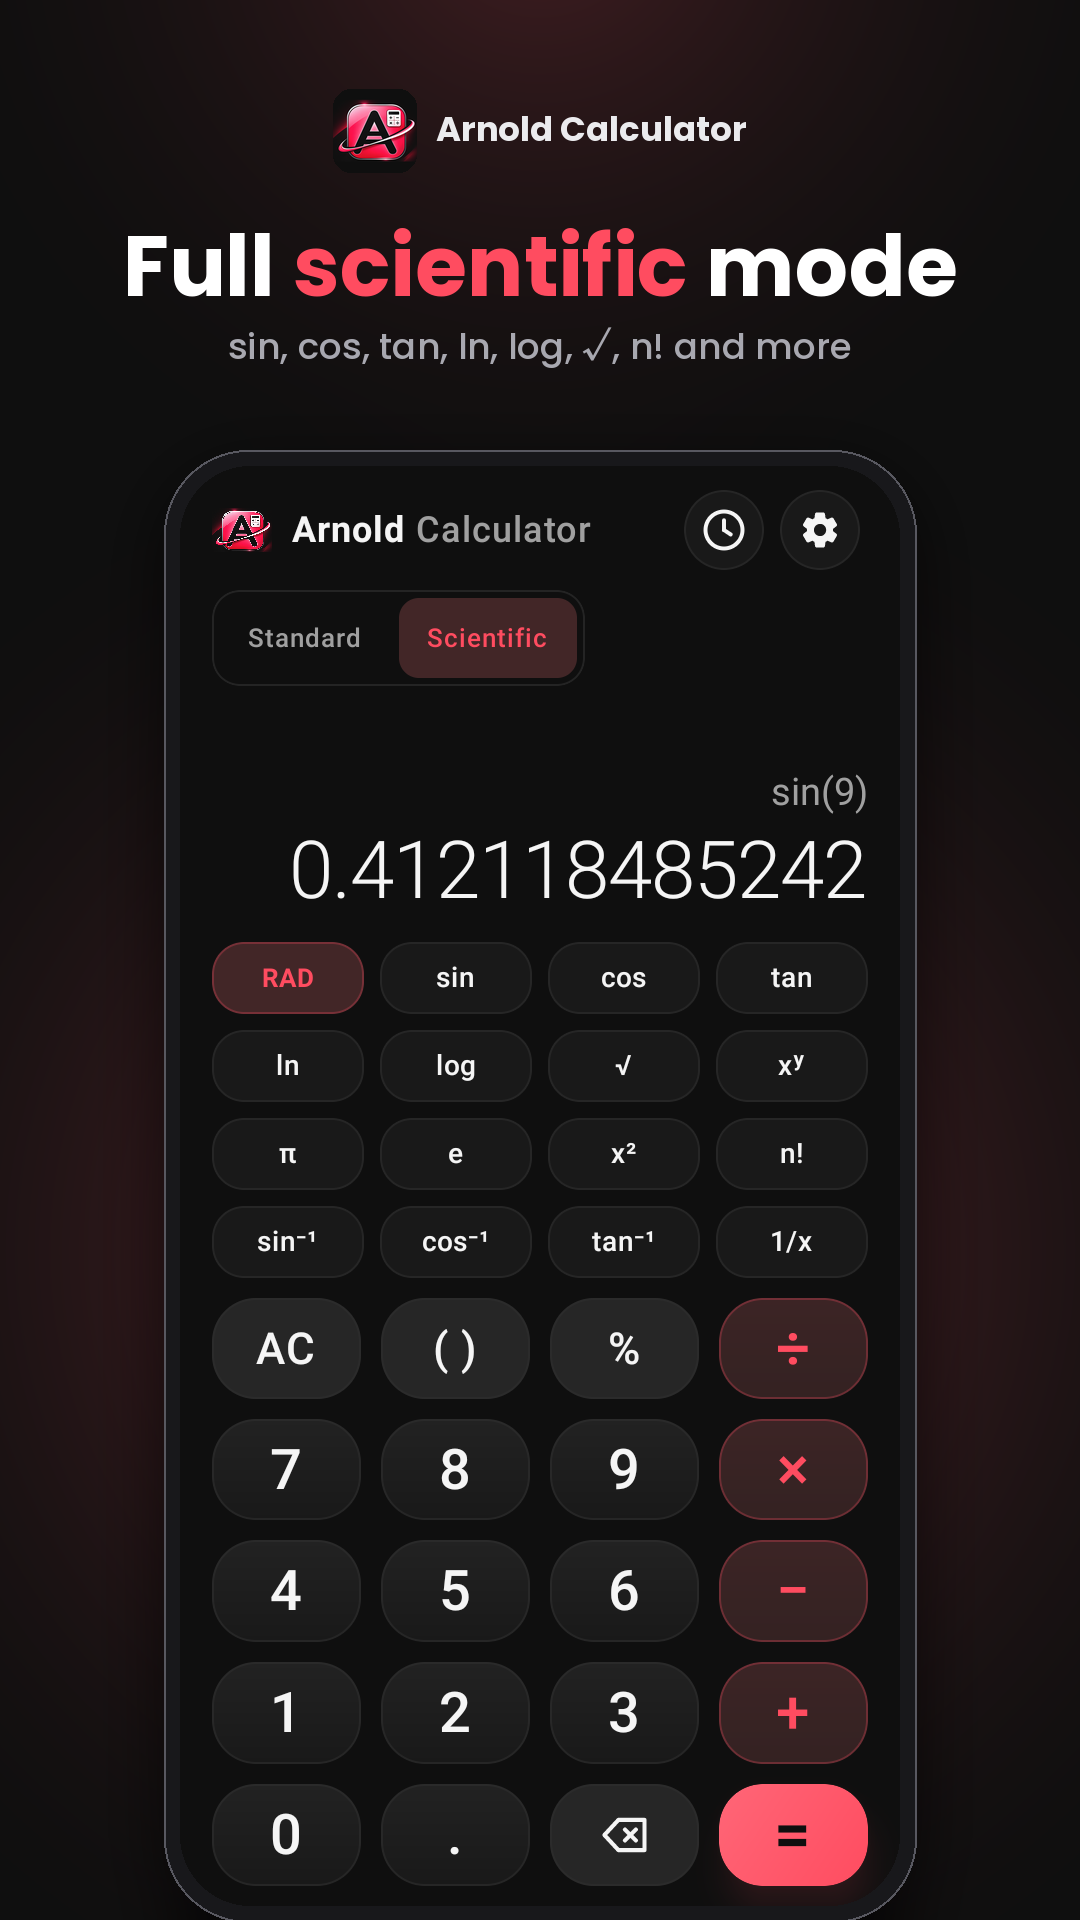 Arnold Calculator
Full scientific mode
sin, cos, tan, ln, log, √, n! and more
Arnold Calculator
Standard Scientific
sin(9)
0.412118485242
RAD sin cos tan
ln log √ xʸ
π e x² n!
sin⁻¹ cos⁻¹ tan⁻¹ 1/x
AC ( ) % ÷
7 8 9 ×
4 5 6 −
1 2 3 +
0 . =